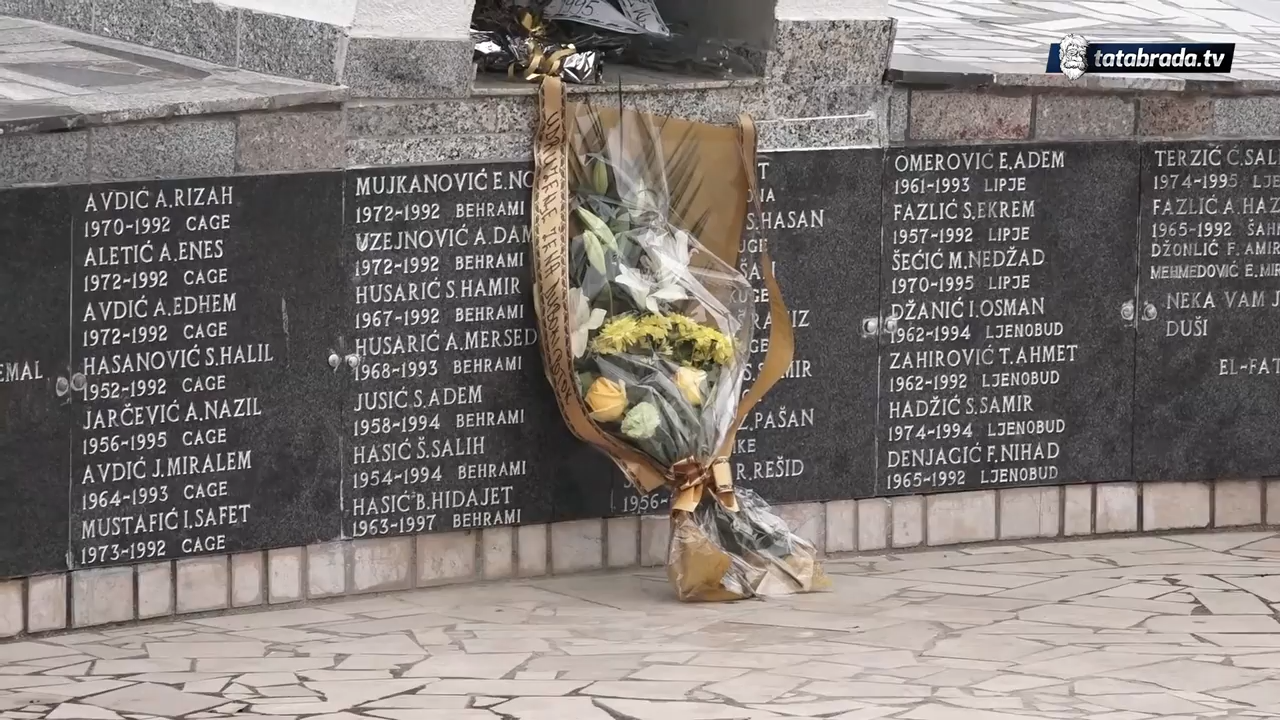 1995
tatabrada.tv
EMAL
AVDIĆ A.RIZAH
1970-1992 CAGE
ALETIĆ A.ENES
1972-1992 CAGE
AVDIĆ A.EDHEM
1972-1992 CAGE
HASANOVIĆ S.HALIL
1952-1992 CAGE
JARČEVIĆ A.NAZIL
1956-1995 CAGE
AVDIĆ J.MIRALEM
1964-1993 CAGE
MUSTAFIĆ I.SAFET
1973-1992 CAGE
MUJKANOVIĆ E.NO
1972-1992 BEHRAMI
UZEJNOVIĆ A.DAM
1972-1992 BEHRAMI
HUSARIĆ S.HAMIR
1967-1992 BEHRAMI
HUSARIĆ A.MERSED
1968-1993 BEHRAMI
JUSIĆ S.ADEM
1958-1994 BEHRAMI
HASIĆ Š.SALIH
1954-1994 BEHRAMI
HASIĆ B.HIDAJET
1963-1997 BEHRAMI
S.HASAN
PAŠAN
R.REŠID
1956-
OMEROVIĆ E.ADEM
1961-1993 LIPJE
FAZLIĆ S.EKREM
1957-1992 LIPJE
ŠEĆIĆ M.NEDŽAD
1970-1995 LIPJE
DŽANIĆ I.OSMAN
1962-1994 LJENOBUD
ZAHIROVIĆ T.AHMET
1962-1992 LJENOBUD
HADŽIĆ S.SAMIR
1974-1994 LJENOBUD
DENJAGIĆ F.NIHAD
1965-1992 LJENOBUD
TERZIĆ Ć.SAL
1974-1995 LJE
FAZLIĆ A.HAZ
1965-1992 ŠAH
DŽONLIĆ F.AMIR
MEHMEDOVIĆ E.MIR
NEKA VAM J
DUŠI
EL-FAT